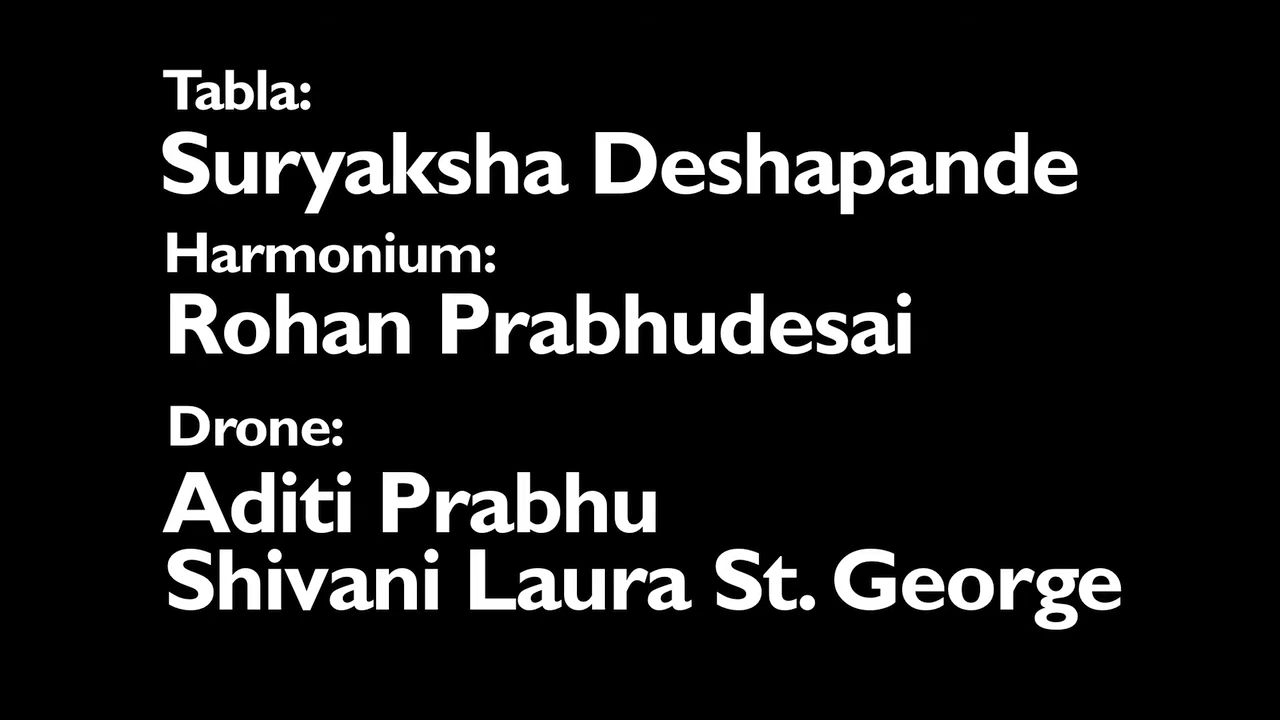 Tabla:
Suryaksha Deshapande
Harmonium:
Rohan Prabhudesai
Drone:
Aditi Prabhu
Shivani Laura St. George